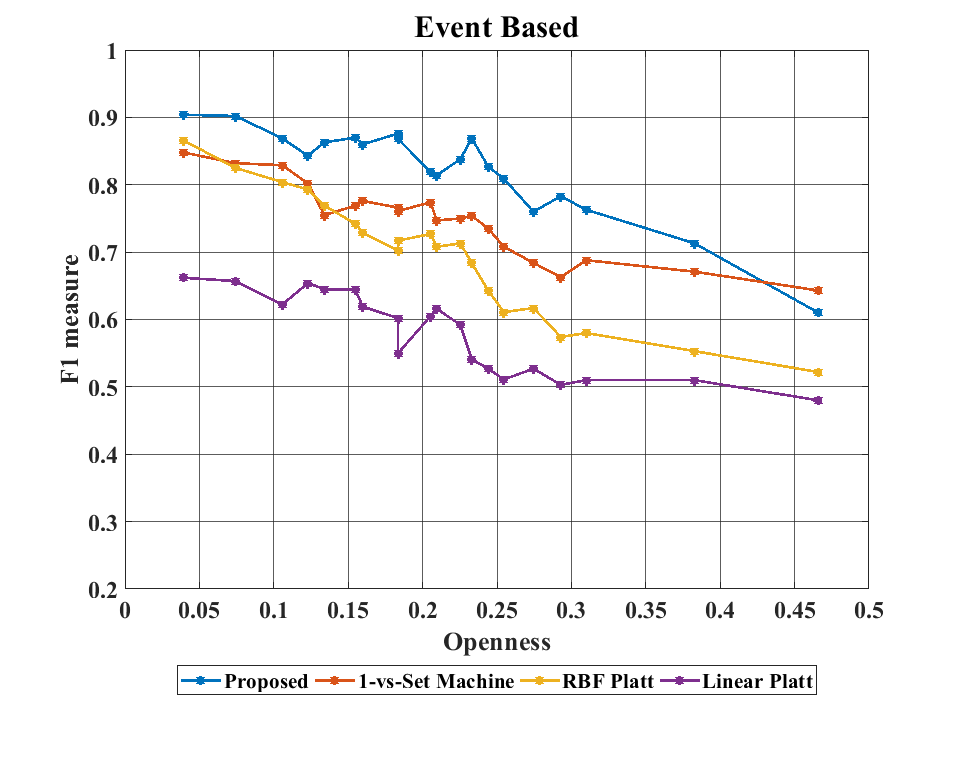 Event Based
F1 measure
1
0.9
0.8
0.7
0.6
0.5
0.4
0.3
0.2
0 0.05 0.1 0.15 0.2 0.25 0.3 0.35 0.4 0.45 0.5
Openness
Proposed 1-vs-Set Machine RBF Platt Linear Platt